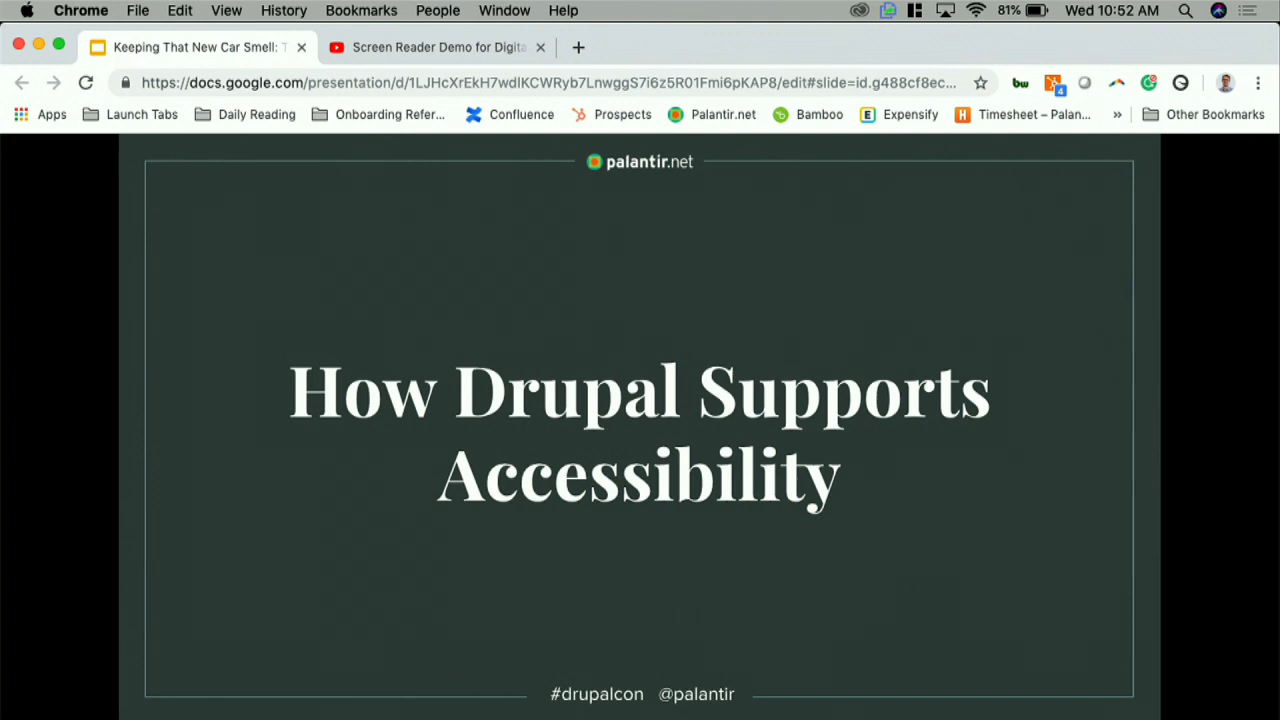 Chrome File Edit View History Bookmarks People Window Help 81% Wed 10:52 AM
Keeping That New Car Smell: T
Screen Reader Demo for Digita
https://docs.google.com/presentation/d/1LJHcXrEkH7wdlKCWRyb7LnwggS7i6z5R01Fmi6pKAP8/edit#slide=id.g488cf8ec...
bw 4
Apps Launch Tabs Daily Reading Onboarding Refer... Confluence Prospects Palantir.net Bamboo Expensify Timesheet – Palan... » Other Bookmarks
palantir.net
How Drupal Supports
Accessibility
#drupalcon @palantir